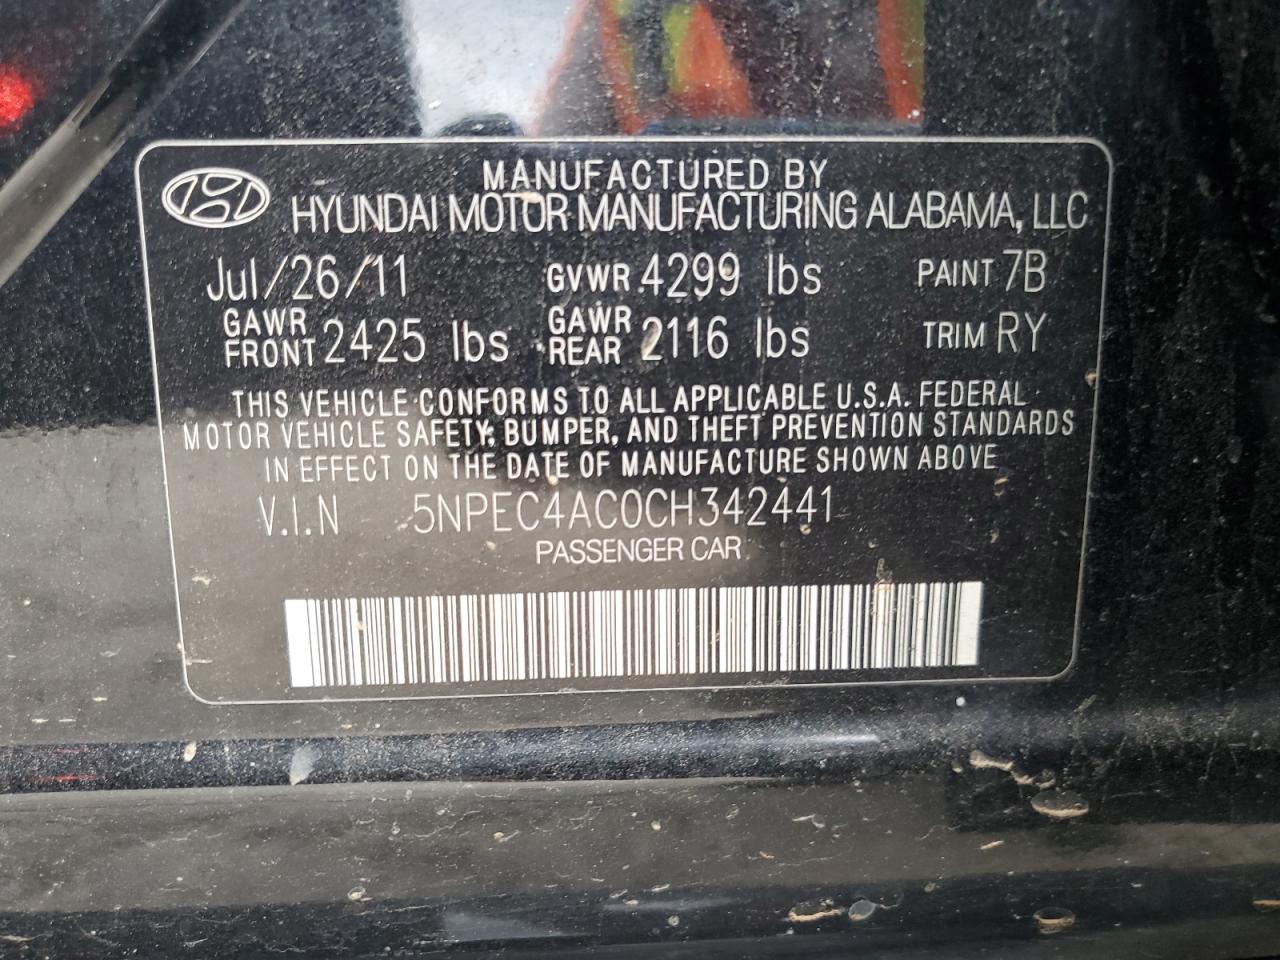 MANUFACTURED BY
HYUNDAI MOTOR MANUFACTURING ALABAMA, LLC
Jul/26/11 GVWR 4299 lbs PAINT 7B
GAWR FRONT 2425 lbs GAWR REAR 2116 lbs TRIM RY
THIS VEHICLE CONFORMS TO ALL APPLICABLE U.S.A. FEDERAL
MOTOR VEHICLE SAFETY, BUMPER, AND THEFT PREVENTION STANDARDS
IN EFFECT ON THE DATE OF MANUFACTURE SHOWN ABOVE
V.I.N 5NPEC4AC0CH342441
PASSENGER CAR